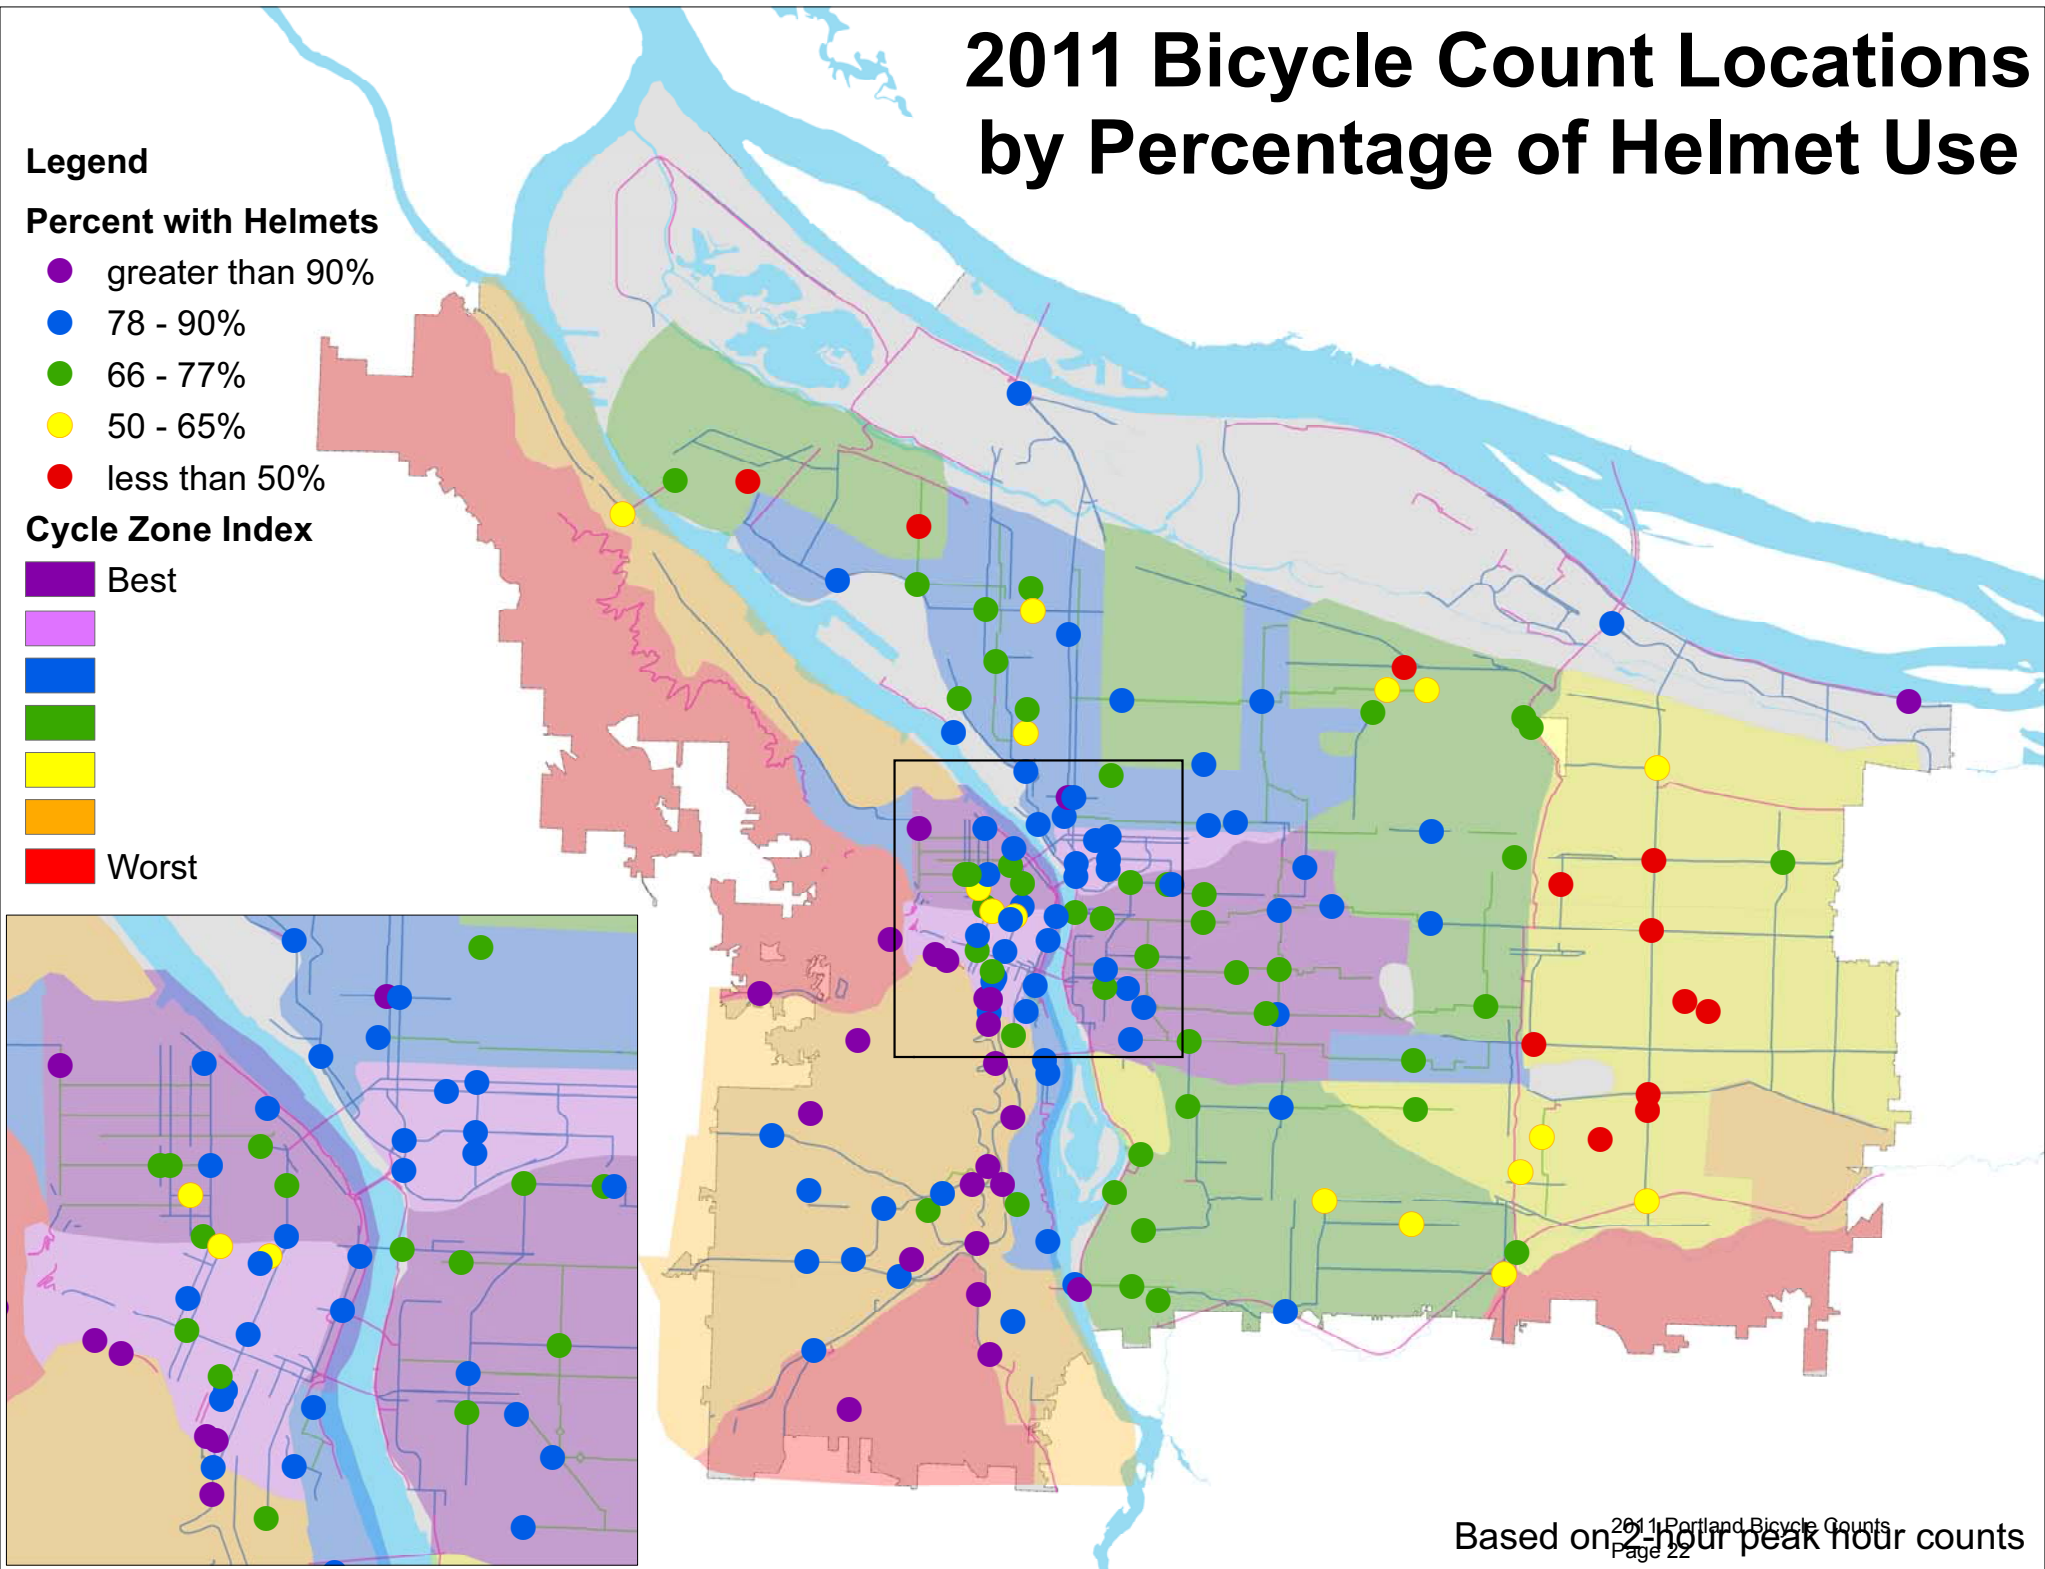 2011 Bicycle Count Locations
by Percentage of Helmet Use
Legend
Percent with Helmets
greater than 90%
78 - 90%
66 - 77%
50 - 65%
less than 50%
Cycle Zone Index
Best
Worst
Based on 2-hour peak hour counts
2011 Portland Bicycle Counts
Page 22